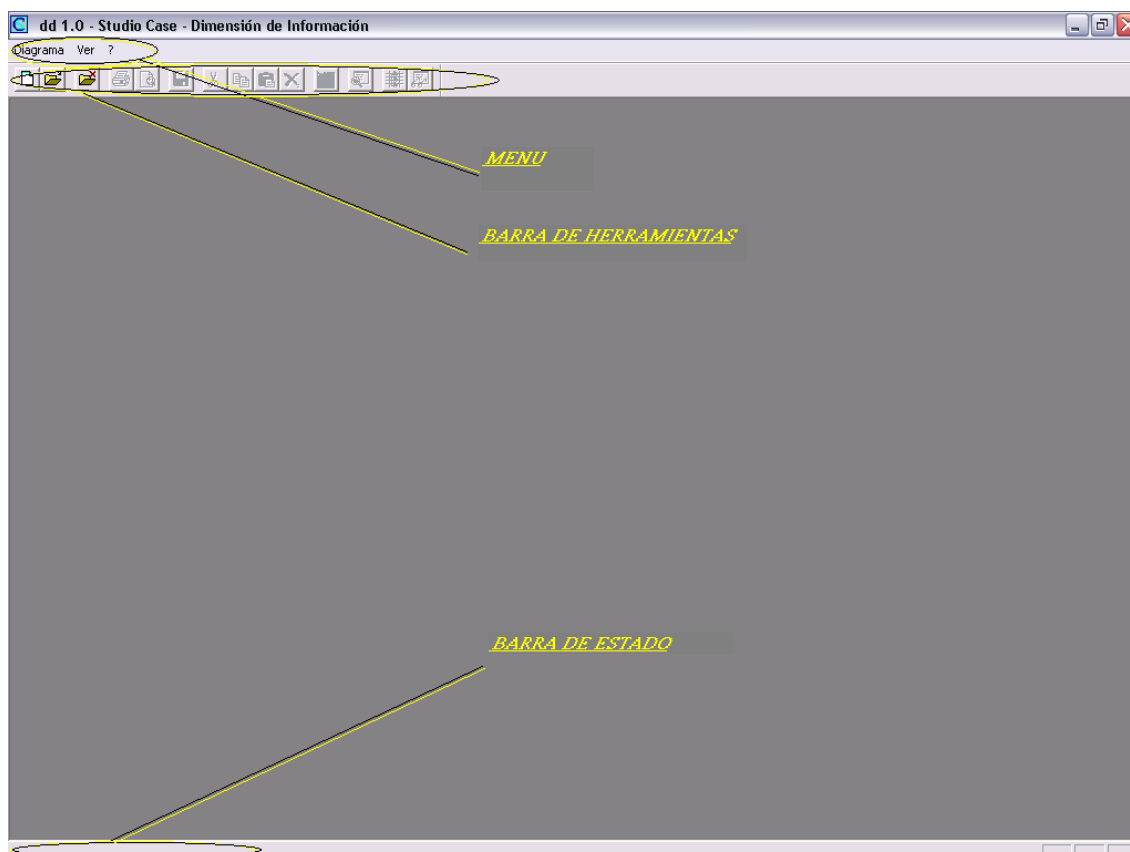 dd 1.0 - Studio Case - Dimensión de Información
Diagrama Ver ?
MENU
BARRA DE HERRAMIENTAS
BARRA DE ESTADO